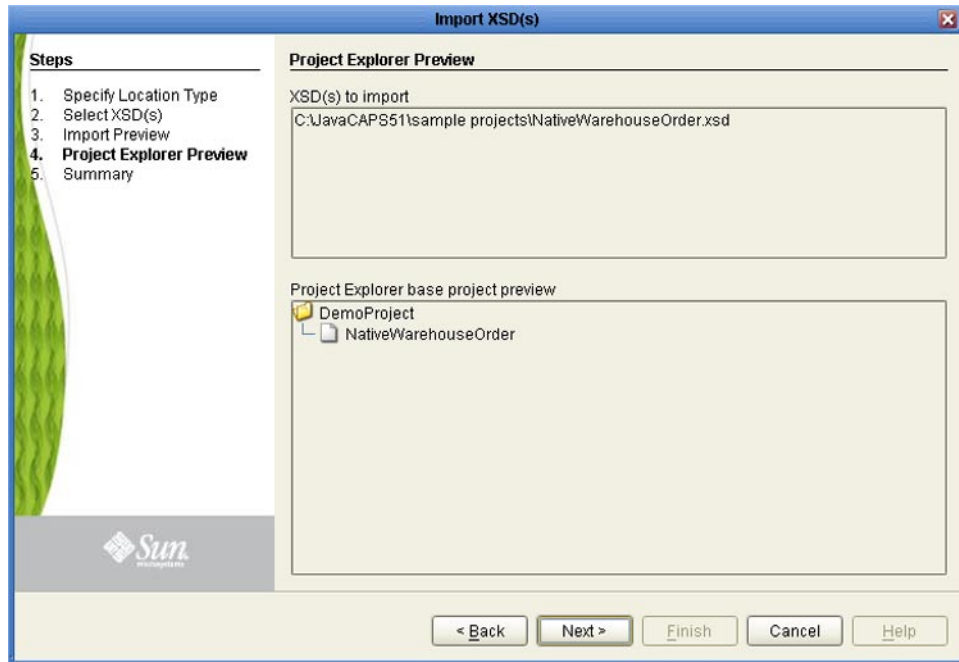 Import XSD(s)
Steps
1. Specify Location Type
2. Select XSD(s)
3. Import Preview
4. Project Explorer Preview
5. Summary
Project Explorer Preview
XSD(s) to import
C:\JavaCAPS51\sample projects\NativeWarehouseOrder.xsd
Project Explorer base project preview
DemoProject
NativeWarehouseOrder
Sun
microsystems
< Back Next > Finish Cancel Help